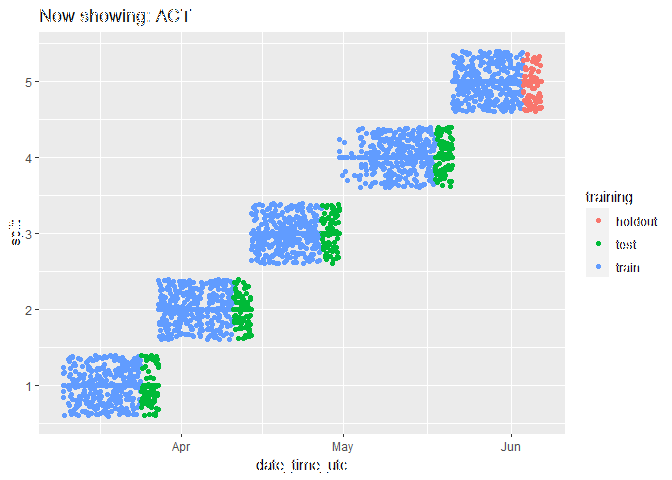 Now showing: ACT
5
4
3
2
1
split
Apr
May
Jun
date_time_utc
training
holdout
test
train